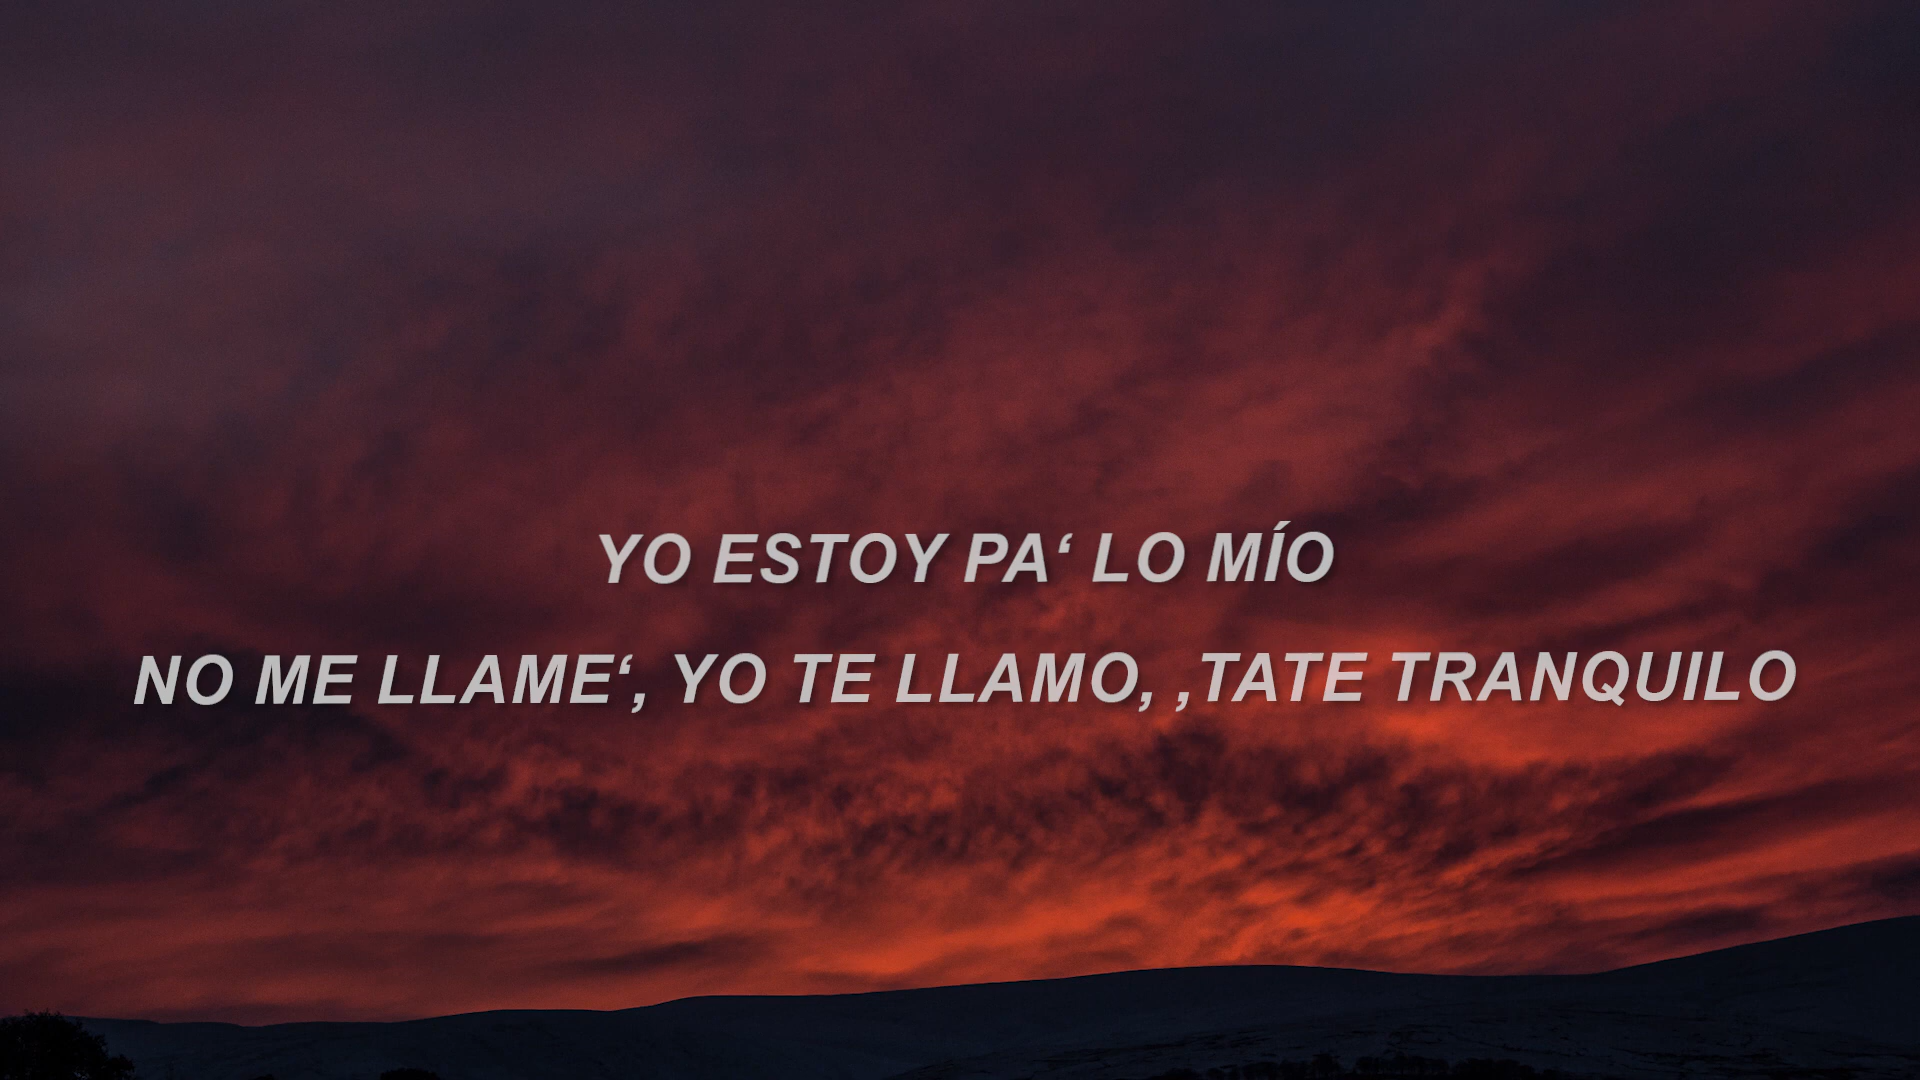 YO ESTOY PA‘ LO MÍO
NO ME LLAME‘, YO TE LLAMO, ‚TATE TRANQUILO